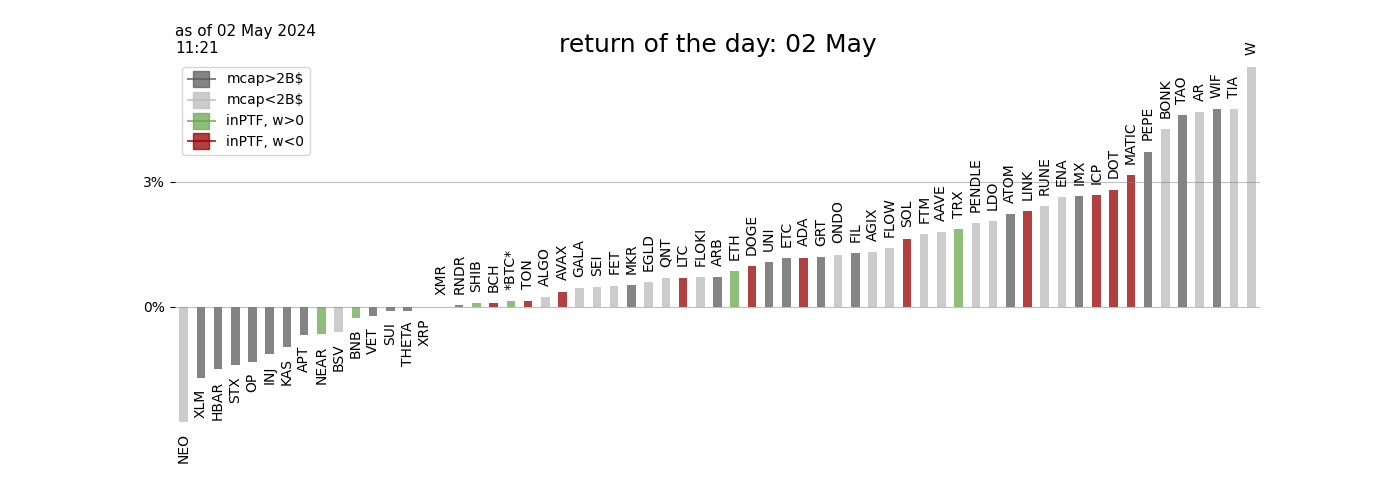 as of 02 May 2024
11:21
return of the day: 02 May
mcap>2B$
mcap<2B$
inPTF, w>0
inPTF, w<0
3%
0%
NEO
XLM
HBAR
STX
OP
INJ
KAS
APT
NEAR
BSV
BNB
VET
SUI
THETA
XRP
XMR
RNDR
SHIB
BCH
*BTC*
TON
ALGO
AVAX
GALA
SEI
FET
MKR
EGLD
QNT
LTC
FLOKI
ARB
ETH
DOGE
UNI
ETC
ADA
GRT
ONDO
FIL
AGIX
FLOW
SOL
FTM
AAVE
TRX
PENDLE
LDO
ATOM
LINK
RUNE
ENA
IMX
ICP
DOT
MATIC
PEPE
BONK
TAO
AR
WIF
TIA
W